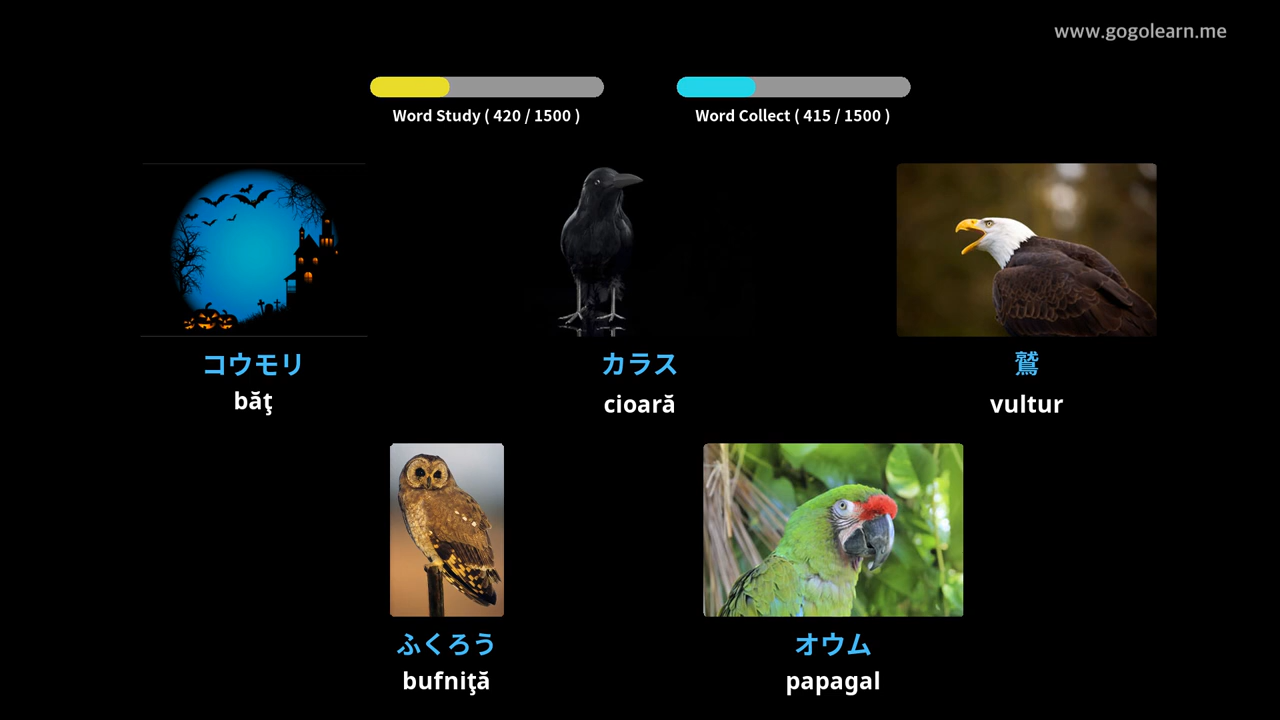 www.gogolearn.me
Word Study ( 420 / 1500 )
Word Collect ( 415 / 1500 )
コウモリ
băţ
カラス
cioară
鷲
vultur
ふくろう
bufniţă
オウム
papagal